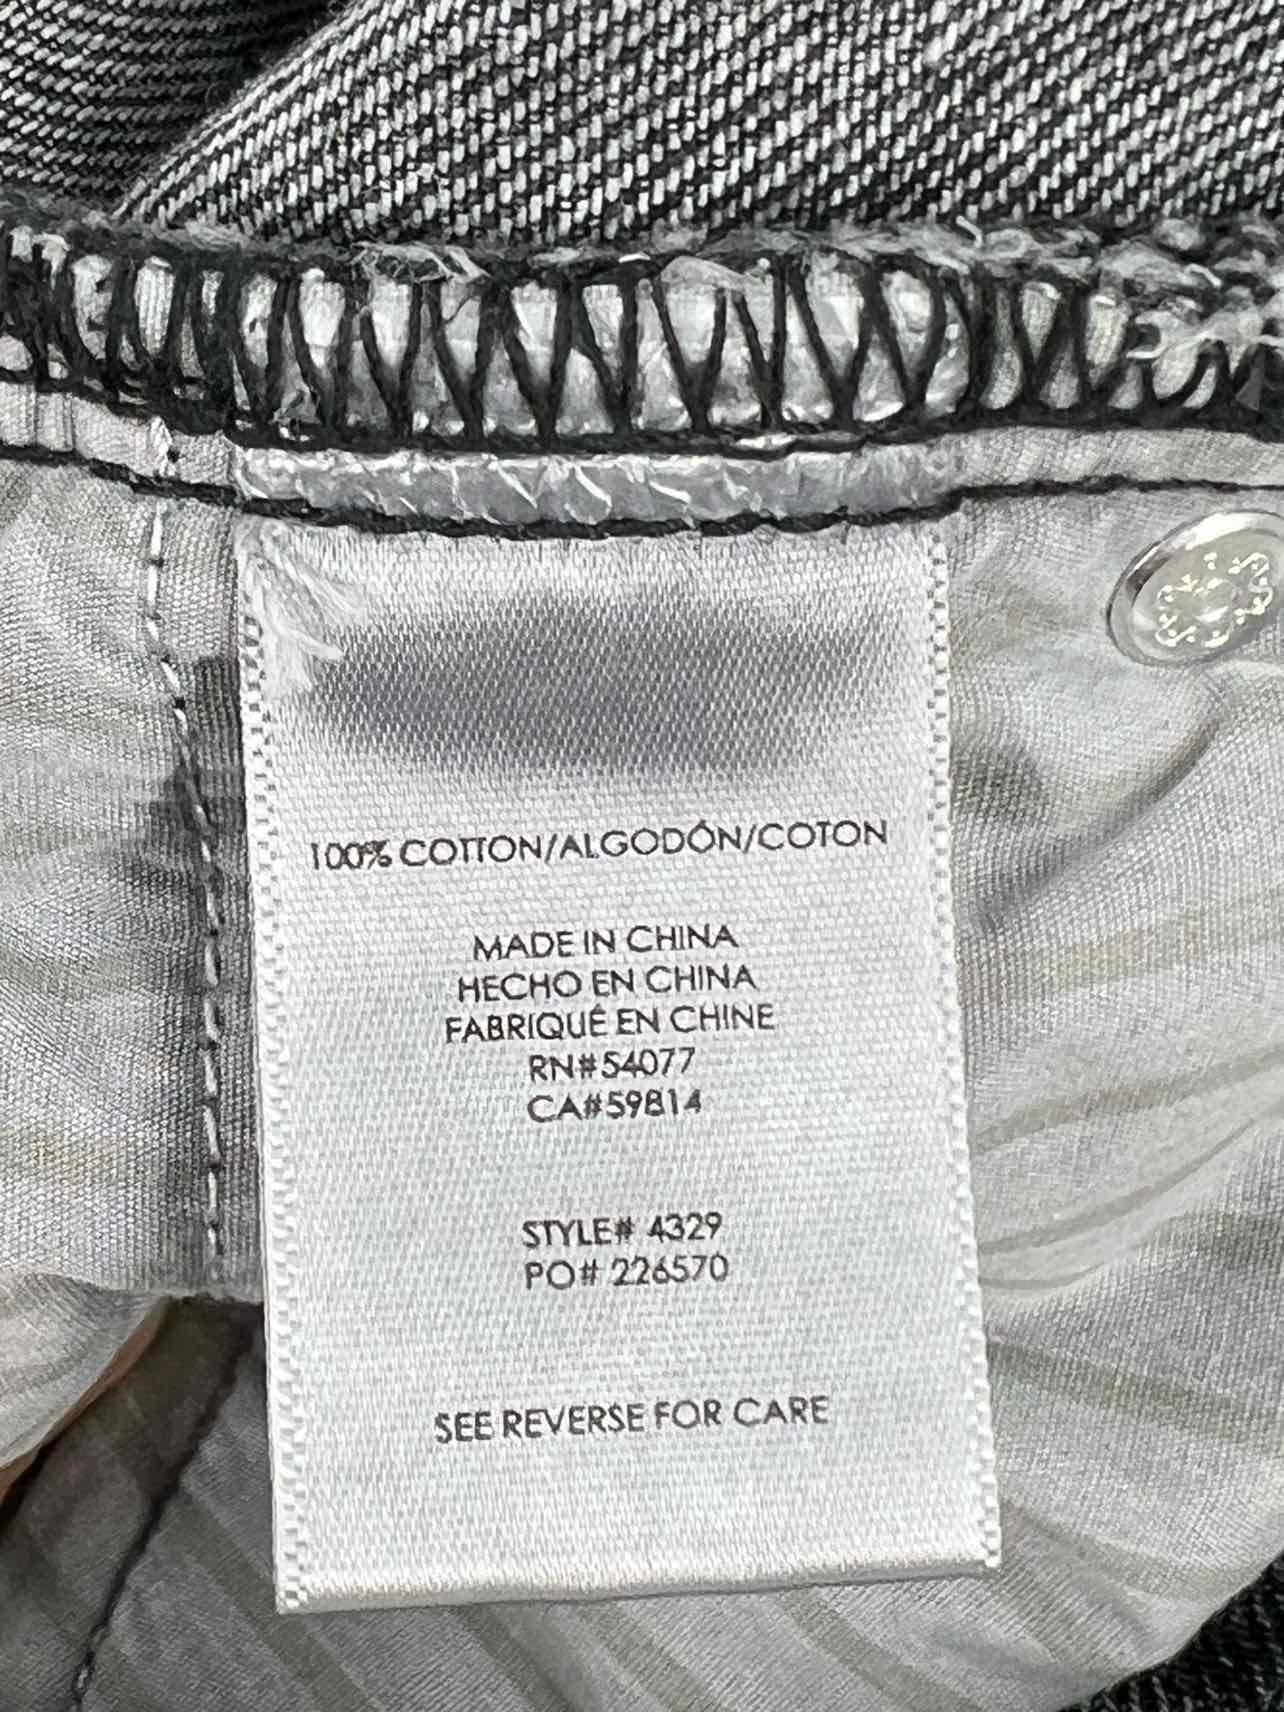 100% COTTON/ALGODÓN/COTON
MADE IN CHINA
HECHO EN CHINA
FABRIQUÉ EN CHINE
RN#54077
CA#59814
STYLE# 4329
PO# 226570
SEE REVERSE FOR CARE